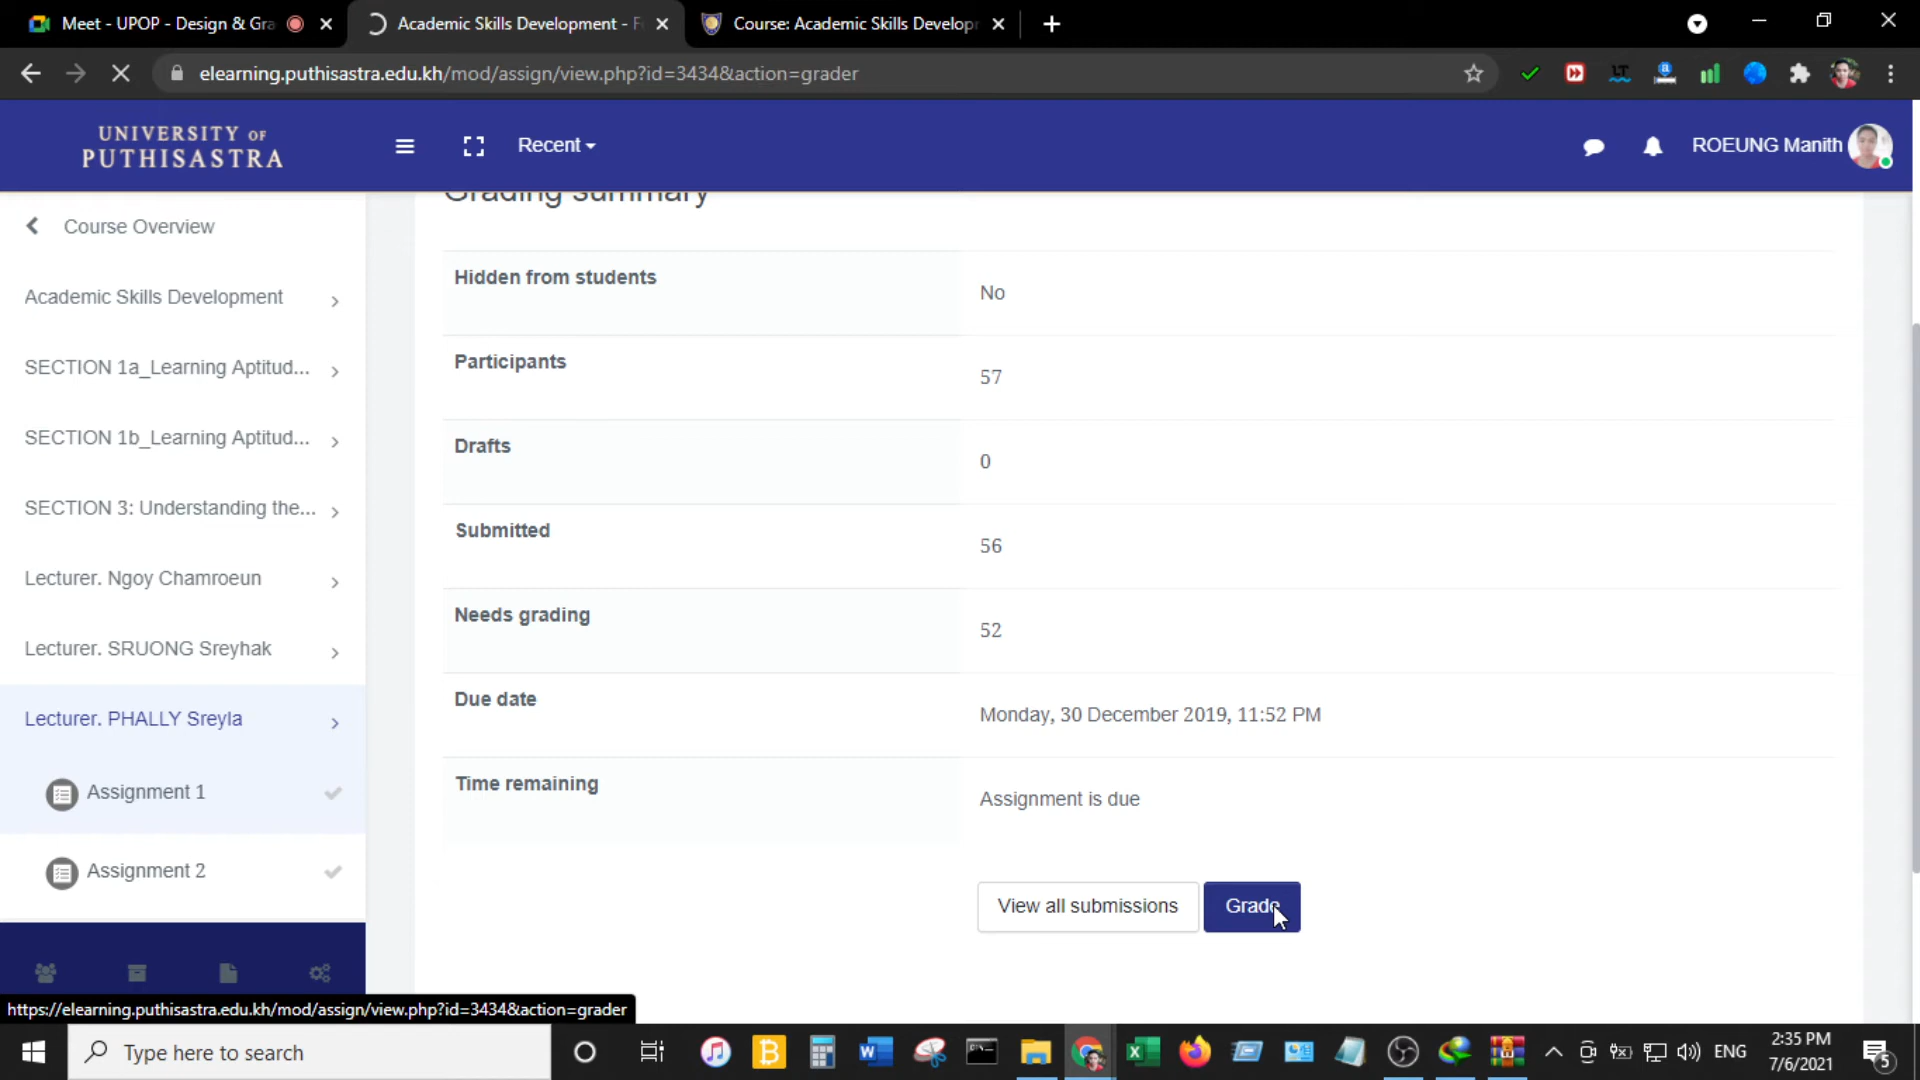 Meet - UPOP - Design & Gra
Academic Skills Development - F
Course: Academic Skills Develop
elearning.puthisastra.edu.kh/mod/assign/view.php?id=3434&action=grader
UNIVERSITY OF
PUTHISASTRA
Recent
ROEUNG Manith
Course Overview
Academic Skills Development
SECTION 1a_Learning Aptitud...
SECTION 1b_Learning Aptitud...
SECTION 3: Understanding the...
Lecturer. Ngoy Chamroeun
Lecturer. SRUONG Sreyhak
Lecturer. PHALLY Sreyla
Assignment 1
Assignment 2
Grading summary
Hidden from students
No
Participants
57
Drafts
0
Submitted
56
Needs grading
52
Due date
Monday, 30 December 2019, 11:52 PM
Time remaining
Assignment is due
View all submissions
Grade
https://elearning.puthisastra.edu.kh/mod/assign/view.php?id=3434&action=grader
Type here to search
ENG
2:35 PM
7/6/2021
5